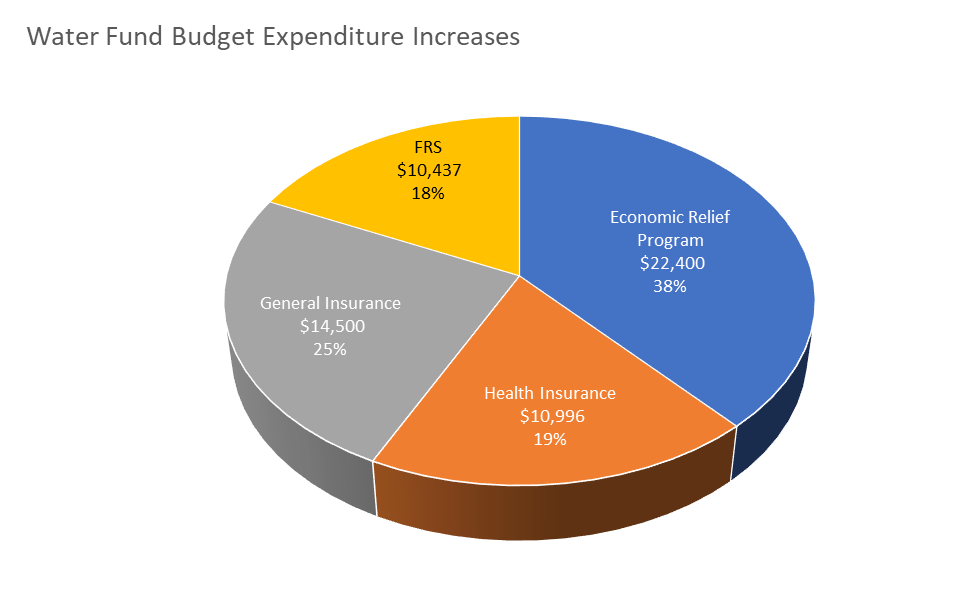 Water Fund Budget Expenditure Increases
FRS
$10,437
18%
Economic Relief
Program
$22,400
38%
General Insurance
$14,500
25%
Health Insurance
$10,996
19%